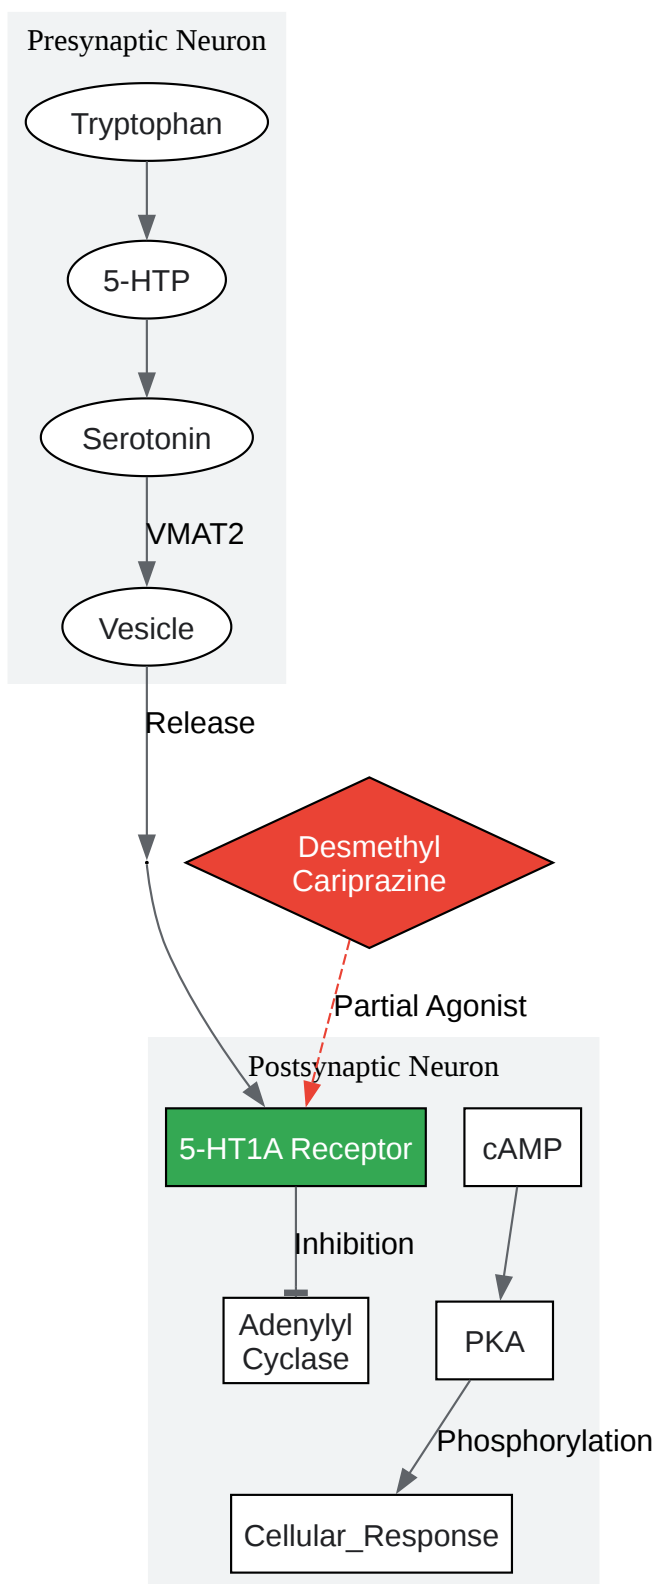 Presynaptic Neuron
Tryptophan
5-HTP
Serotonin
VMAT2
Vesicle
Release
Desmethyl
Cariprazine
Partial Agonist
Postsynaptic Neuron
5-HT1A Receptor
cAMP
Inhibition
Adenylyl
Cyclase
PKA
Phosphorylation
Cellular_Response